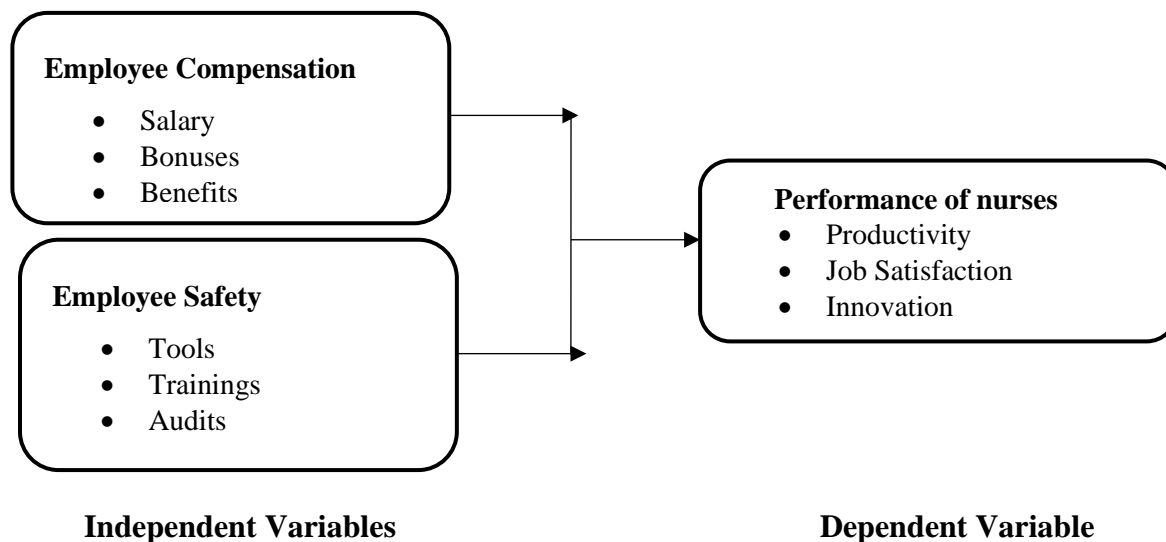 Employee Compensation
• Salary
• Bonuses
• Benefits
Employee Safety
• Tools
• Trainings
• Audits
Performance of nurses
• Productivity
• Job Satisfaction
• Innovation
Independent Variables
Dependent Variable